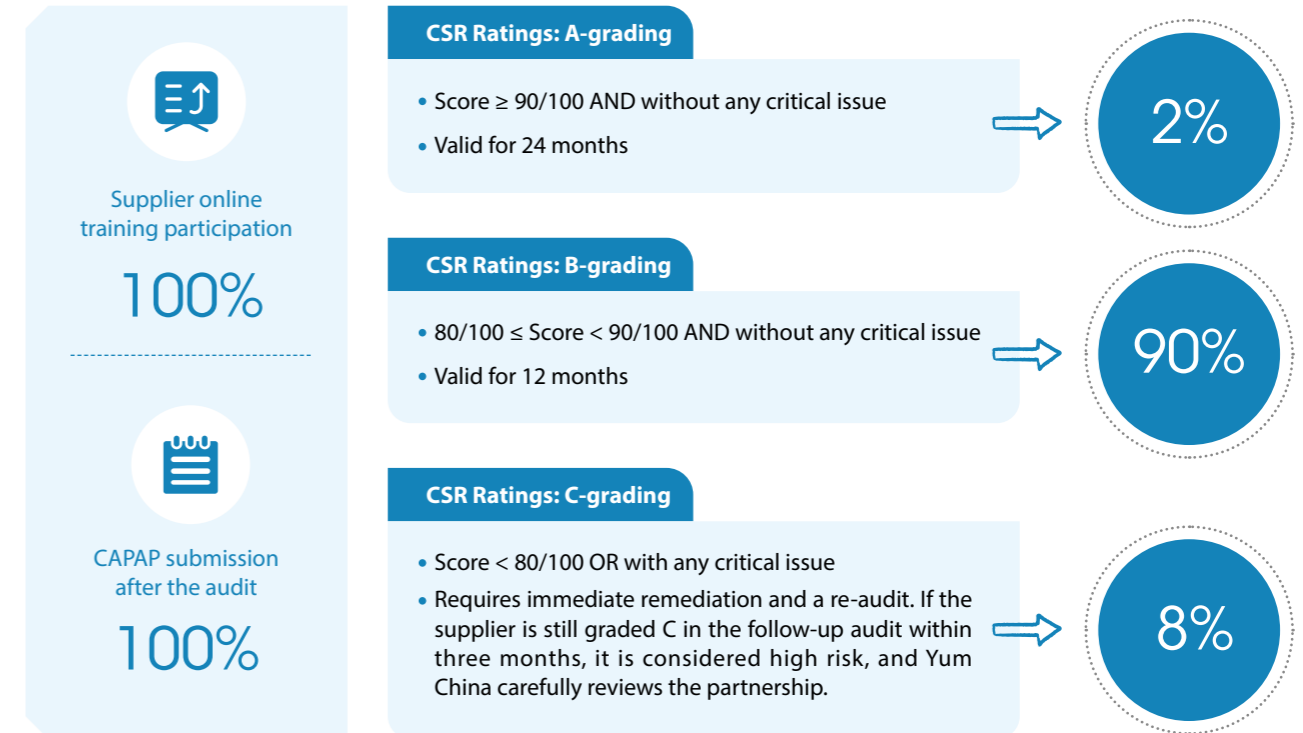 Supplier online
training participation
100%
CAPAP submission
after the audit
100%
CSR Ratings: A-grading
• Score ≥ 90/100 AND without any critical issue
• Valid for 24 months
2%
CSR Ratings: B-grading
• 80/100 ≤ Score < 90/100 AND without any critical issue
• Valid for 12 months
90%
CSR Ratings: C-grading
• Score < 80/100 OR with any critical issue
• Requires immediate remediation and a re-audit. If the
supplier is still graded C in the follow-up audit within
three months, it is considered high risk, and Yum
China carefully reviews the partnership.
8%